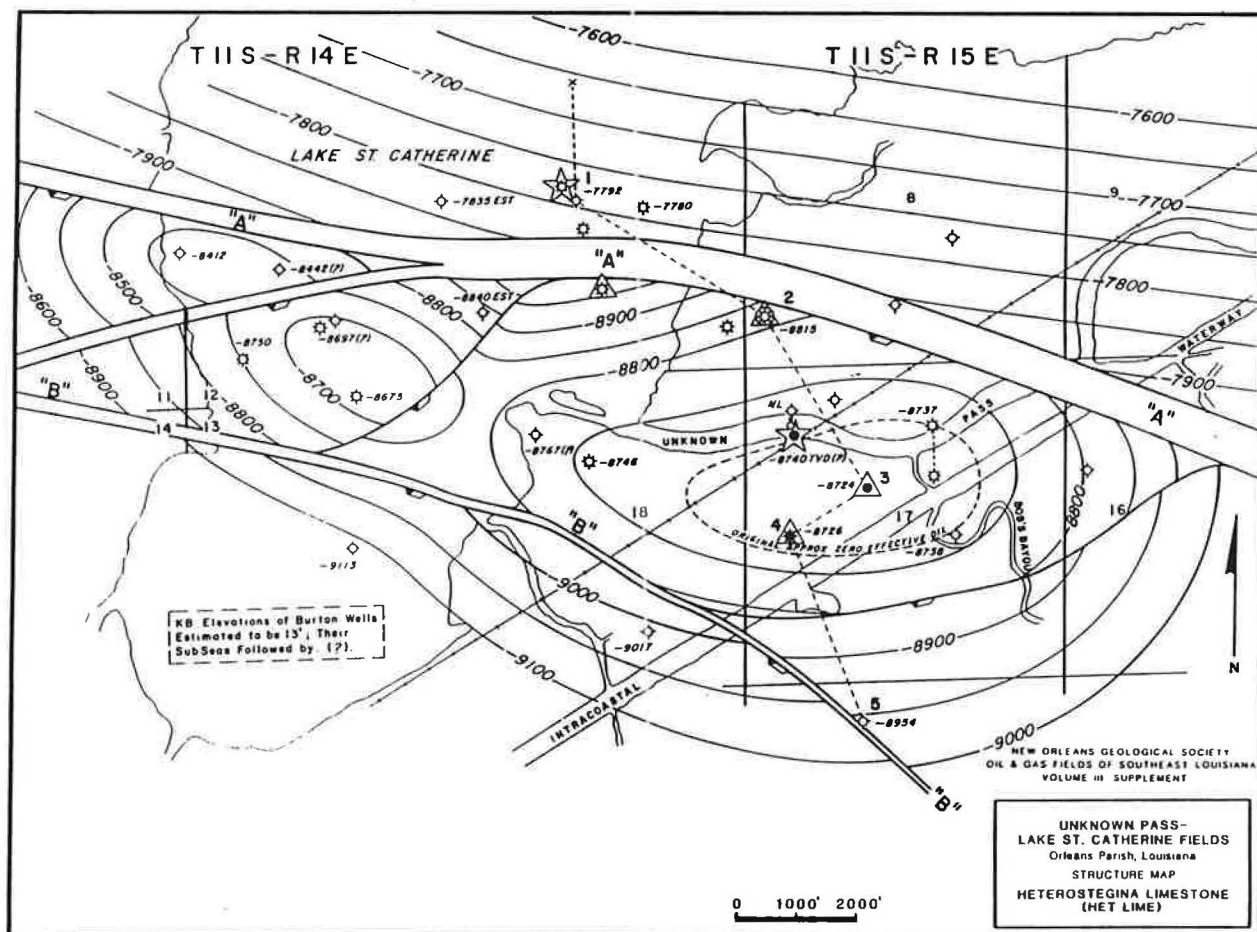 -7600
T 11 S - R 14 E
T 11 S - R 15 E
-7700
-7600
-7800
LAKE ST. CATHERINE
-7900
1
-7792
-7835 EST
-7780
8
9
-7700
"A"
-8412
-8442(?)
"A"
-7800
-8500
-8600
-8800
-8840 EST
-8900
2
-8815
WATERWAY
-8750
-8697(?)
-8800
-7900
-8900
-8700
"B"
11
12
-8675
NL
-8737
PASS
"A"
14
13
-8800
UNKNOWN
-8767(?)
-8746
-8740 TVD(?)
-8724
3
-8800
18
4
-8726
17
16
ORIGINAL APPROX ZERO EFFECTIVE OIL
-8738
BOB'S BAYOU
"B"
-9113
-9000
KB Elevations of Burton Wells
Estimated to be 13', Their
SubSeas Followed by. (?).
-9017
-8900
-9100
N
INTRACOASTAL
5
-8954
-9000
"B"
NEW ORLEANS GEOLOGICAL SOCIETY
OIL & GAS FIELDS OF SOUTHEAST LOUISIANA
VOLUME III SUPPLEMENT
UNKNOWN PASS-
LAKE ST. CATHERINE FIELDS
Orleans Parish, Louisiana
STRUCTURE MAP
HETEROSTEGINA LIMESTONE
(HET LIME)
0 1000' 2000'